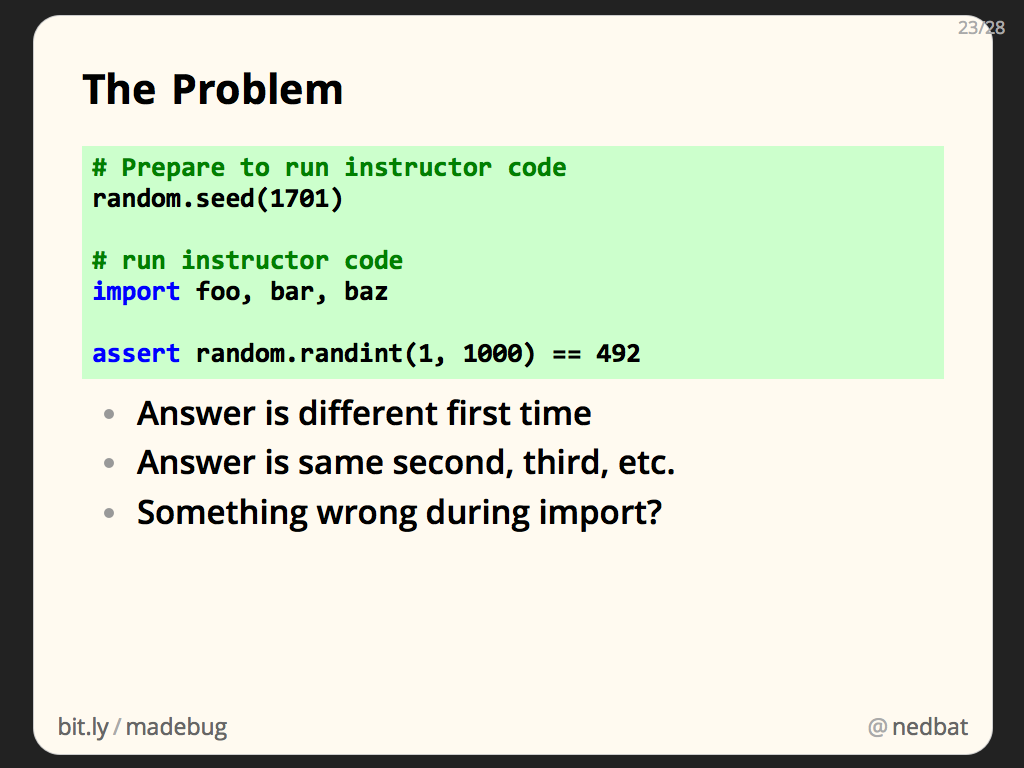 23/28
The Problem
# Prepare to run instructor code
random.seed(1701)
# run instructor code
import foo, bar, baz
assert random.randint(1, 1000) == 492
• Answer is different first time
• Answer is same second, third, etc.
• Something wrong during import?
bit.ly/madebug
@nedbat